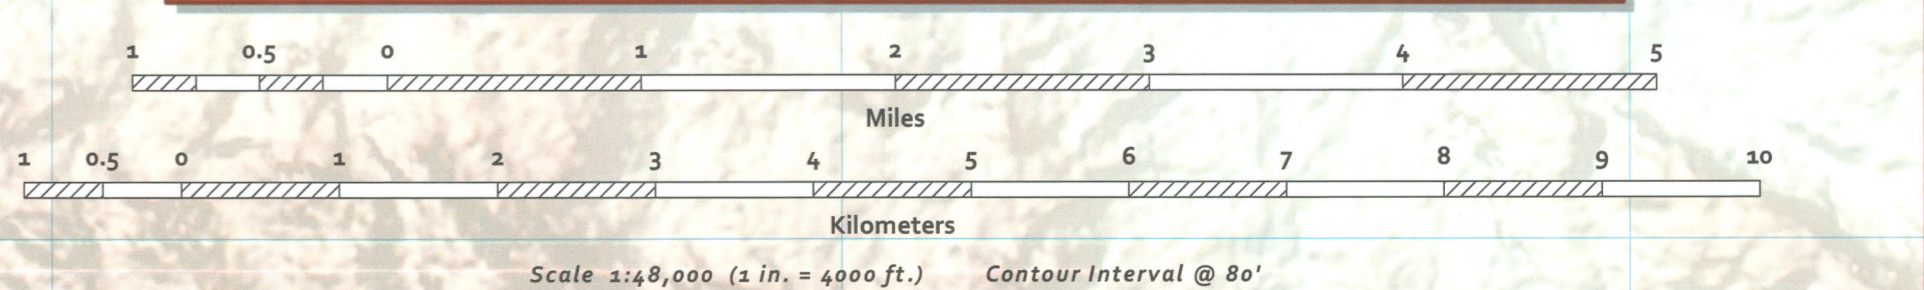 1 0.5 0 1 2 3 4 5
Miles
1 0.5 0 1 2 3 4 5 6 7 8 9 10
Kilometers
Scale 1:48,000 (1 in. = 4000 ft.) Contour Interval @ 80'